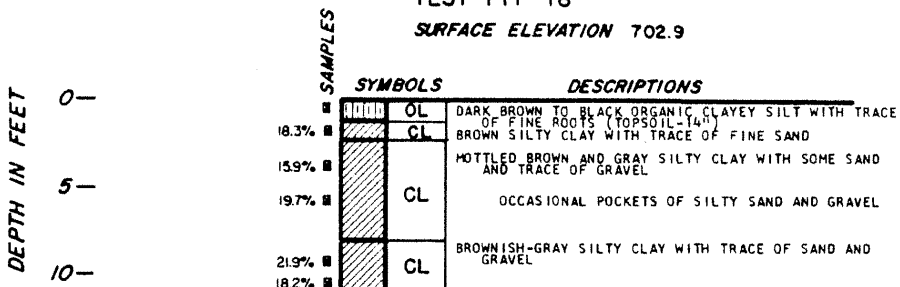 SURFACE ELEVATION 702.9
DEPTH IN FEET
SAMPLES
SYMBOLS DESCRIPTIONS
0—
OL DARK BROWN TO BLACK ORGANIC CLAYEY SILT WITH TRACE
OF FINE ROOTS (TOPSOIL-14")
18.3% CL BROWN SILTY CLAY WITH TRACE OF FINE SAND
15.9% MOTTLED BROWN AND GRAY SILTY CLAY WITH SOME SAND
AND TRACE OF GRAVEL
5—
19.7% CL OCCASIONAL POCKETS OF SILTY SAND AND GRAVEL
BROWNISH-GRAY SILTY CLAY WITH TRACE OF SAND AND
GRAVEL
21.9% CL
10—
18.2%